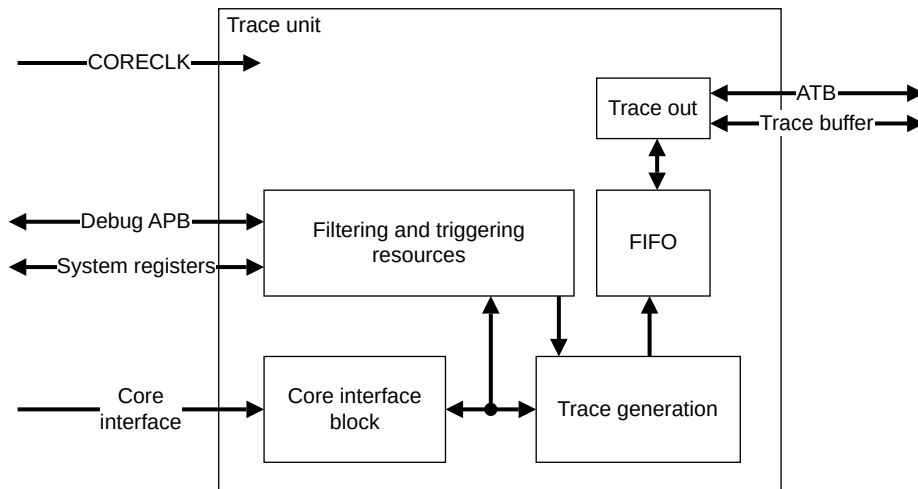 Trace unit
CORECLK
ATB
Trace out
Trace buffer
Debug APB
Filtering and triggering
resources
FIFO
System registers
Core
interface
Core interface
block
Trace generation